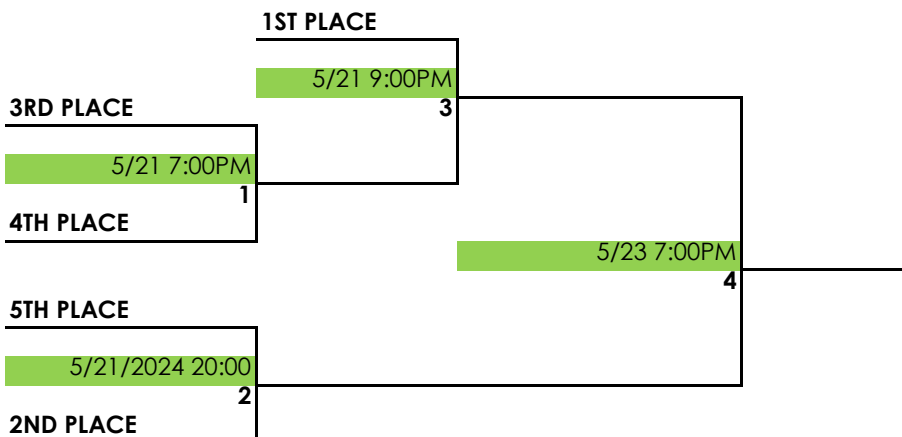 1ST PLACE
5/21 9:00PM
3
3RD PLACE
5/21 7:00PM
1
4TH PLACE
5/23 7:00PM
4
5TH PLACE
5/21/2024 20:00
2
2ND PLACE